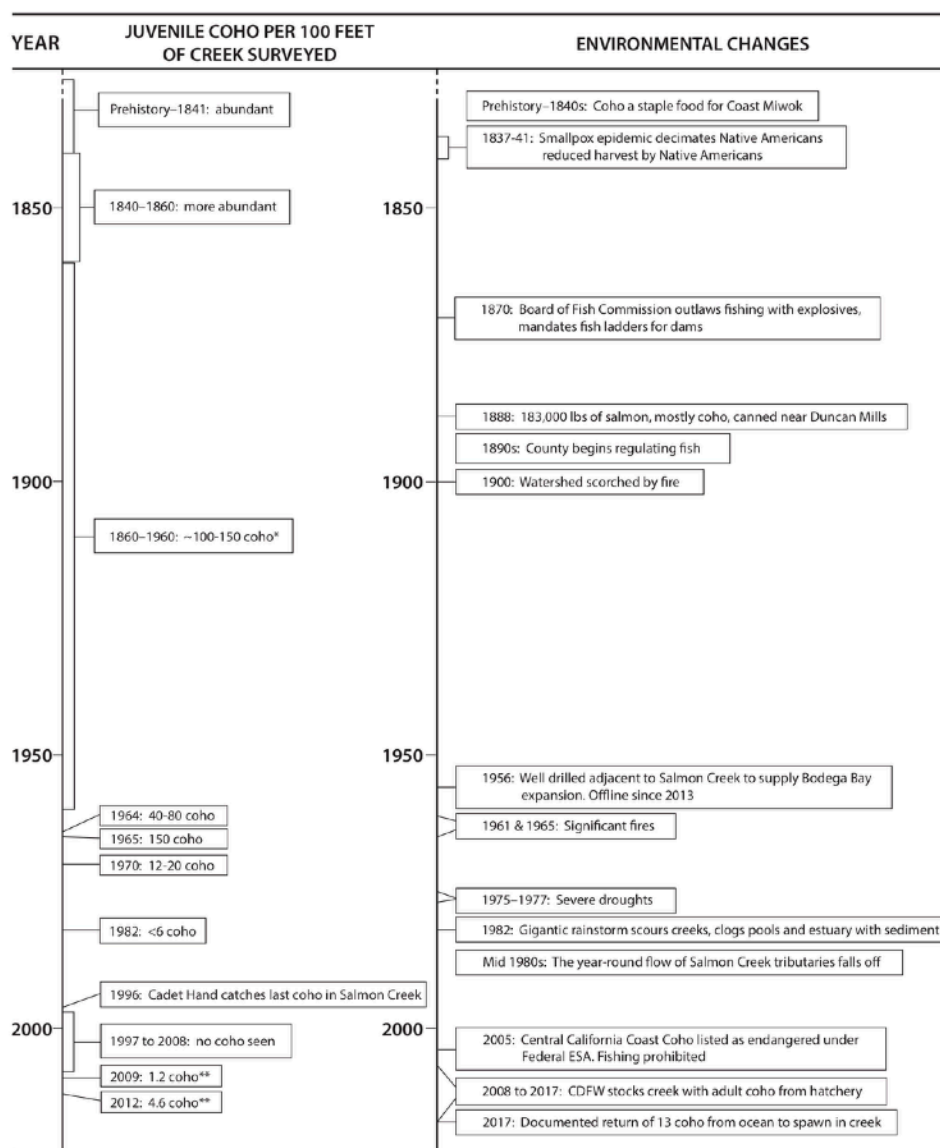 YEAR
JUVENILE COHO PER 100 FEET
OF CREEK SURVEYED
ENVIRONMENTAL CHANGES
Prehistory–1841: abundant
1840–1860: more abundant
1850
1900
1860–1960: ~100-150 coho*
1950
1964: 40-80 coho
1965: 150 coho
1970: 12-20 coho
1982: <6 coho
1996: Cadet Hand catches last coho in Salmon Creek
2000
1997 to 2008: no coho seen
2009: 1.2 coho**
2012: 4.6 coho**
Prehistory–1840s: Coho a staple food for Coast Miwok
1837-41: Smallpox epidemic decimates Native Americans
reduced harvest by Native Americans
1850
1870: Board of Fish Commission outlaws fishing with explosives,
mandates fish ladders for dams
1888: 183,000 lbs of salmon, mostly coho, canned near Duncan Mills
1890s: County begins regulating fish
1900
1900: Watershed scorched by fire
1950
1956: Well drilled adjacent to Salmon Creek to supply Bodega Bay
expansion. Offline since 2013
1961 & 1965: Significant fires
1975–1977: Severe droughts
1982: Gigantic rainstorm scours creeks, clogs pools and estuary with sediment
Mid 1980s: The year-round flow of Salmon Creek tributaries falls off
2000
2005: Central California Coast Coho listed as endangered under
Federal ESA. Fishing prohibited
2008 to 2017: CDFW stocks creek with adult coho from hatchery
2017: Documented return of 13 coho from ocean to spawn in creek